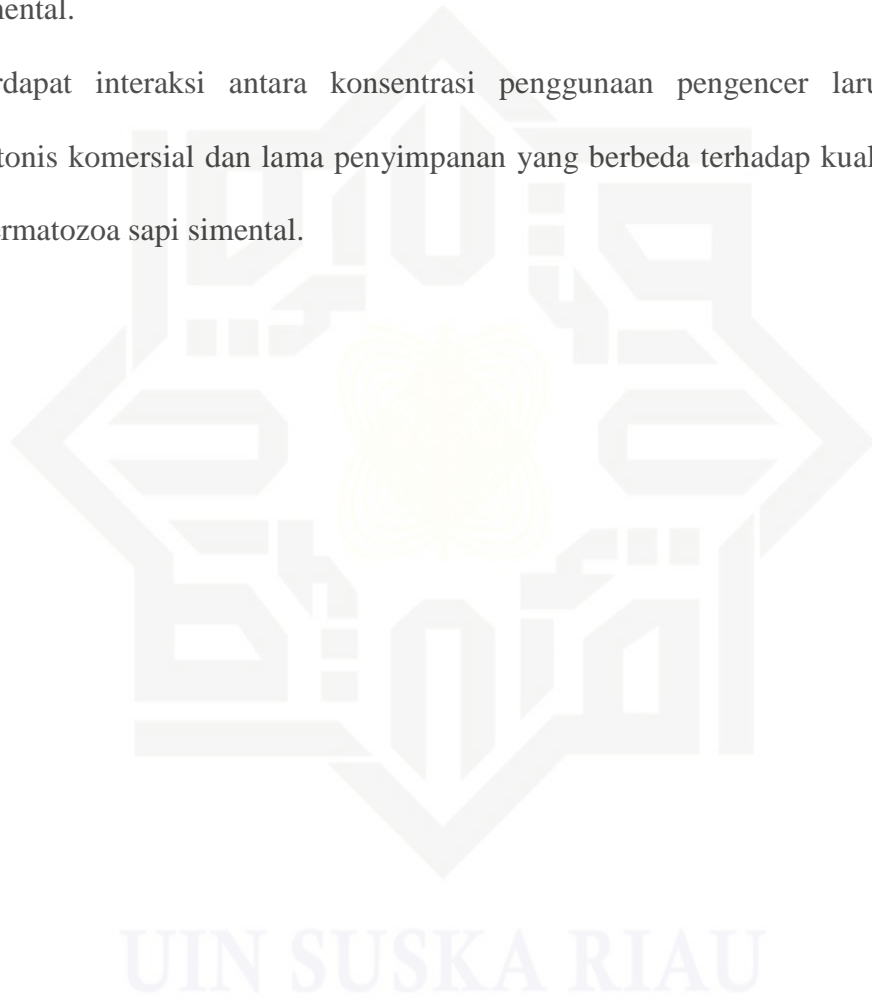 mental.
rdapat interaksi antara konsentrasi penggunaan pengencer laru
tonis komersial dan lama penyimpanan yang berbeda terhadap kual
ermatozoa sapi simental.
UIN SUSKA RIAU